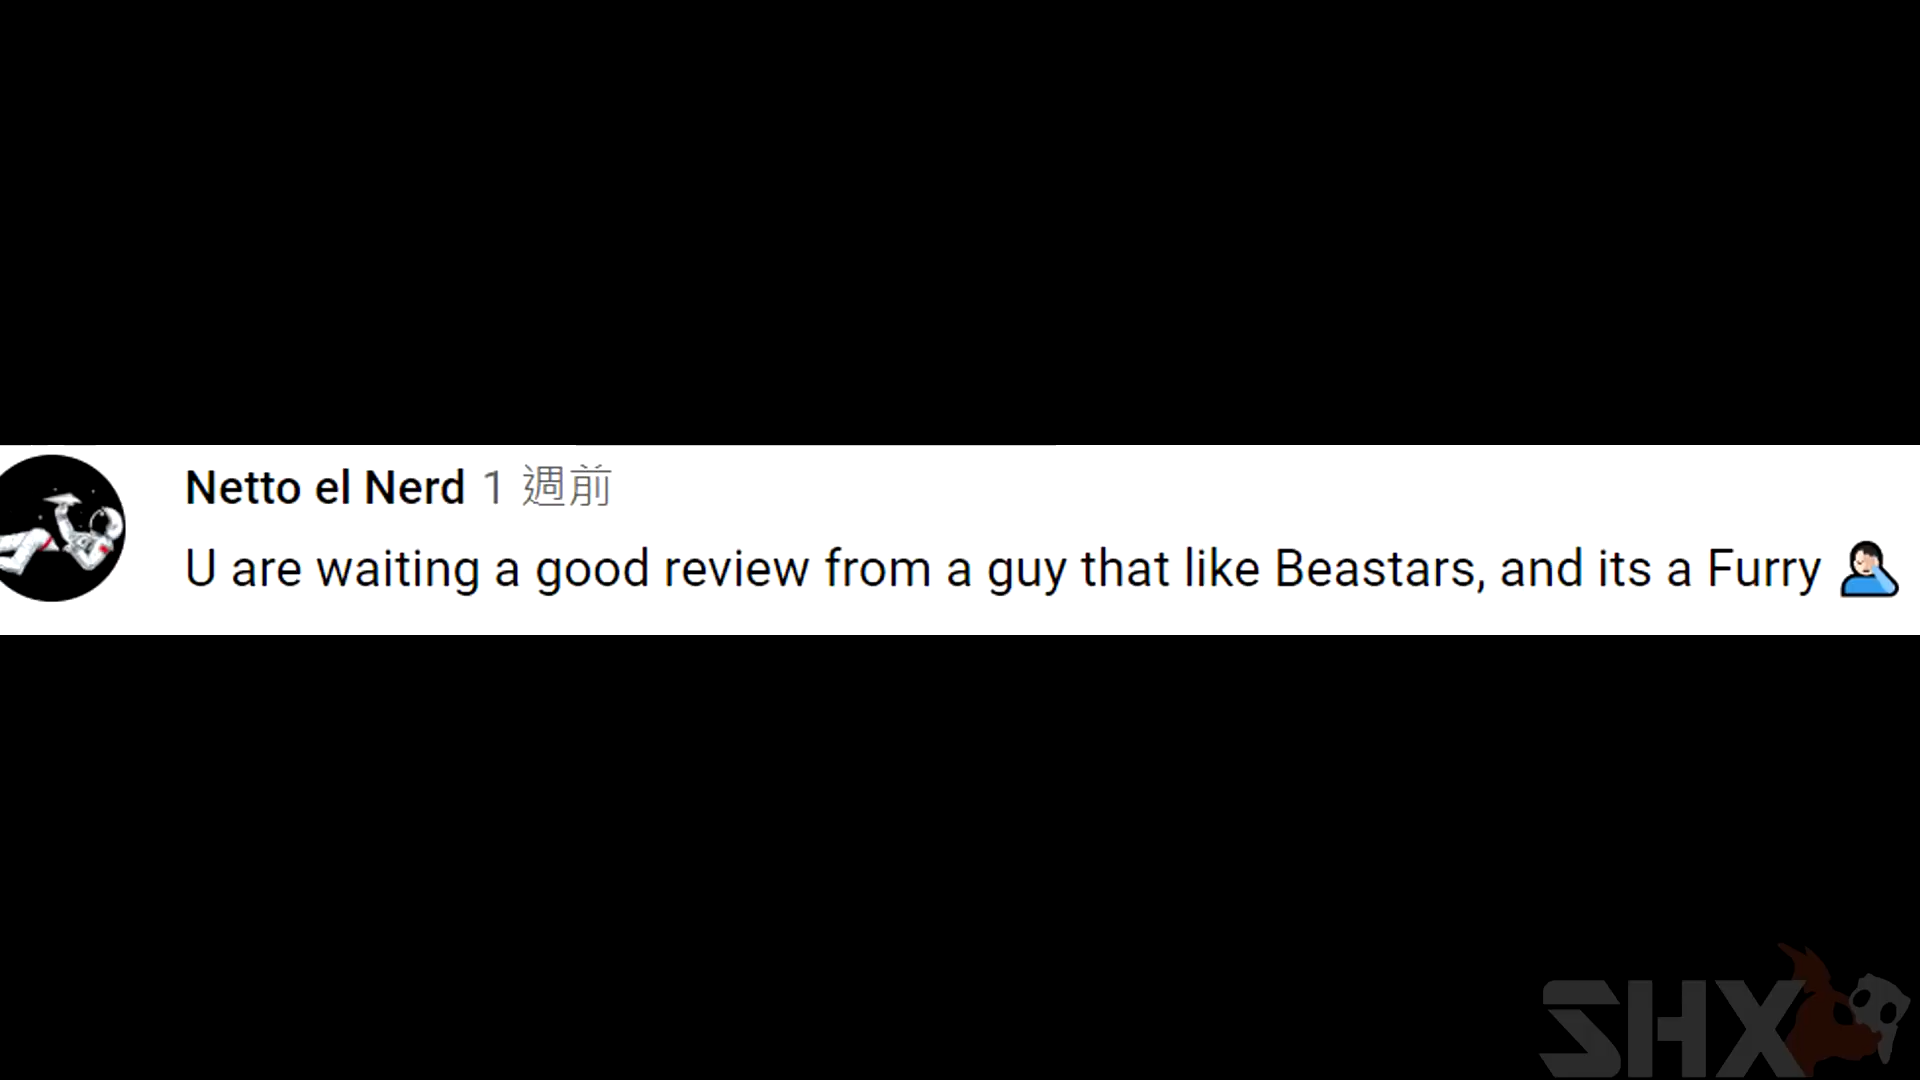 Netto el Nerd 1 週前
U are waiting a good review from a guy that like Beastars, and its a Furry 🤦🏻‍♂️
SHX